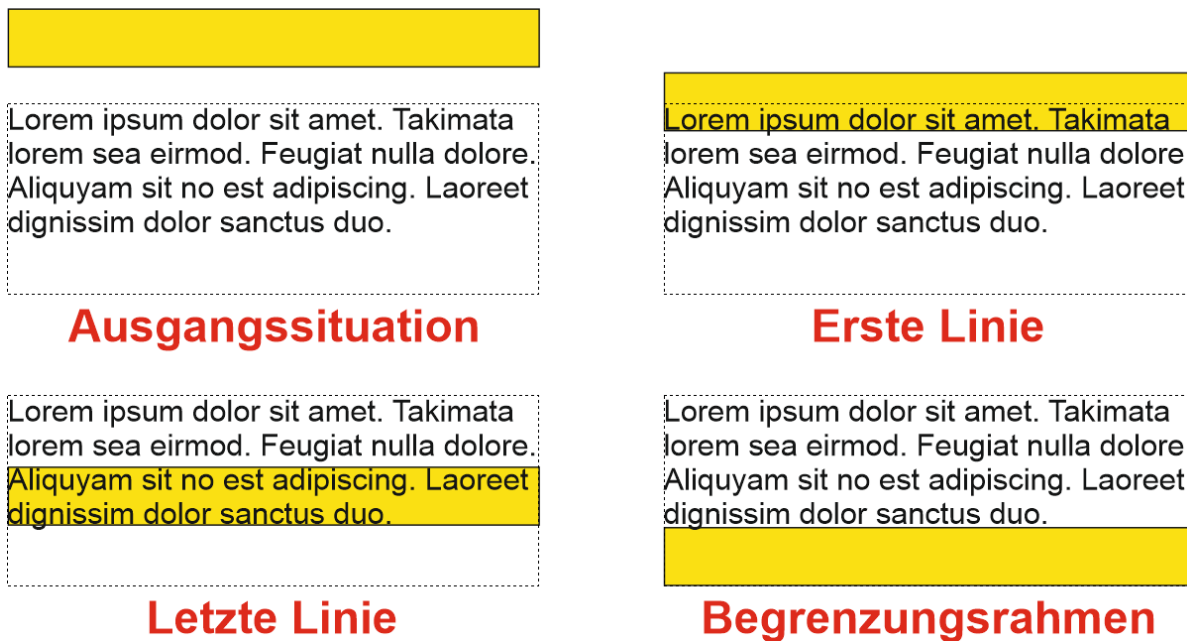 Lorem ipsum dolor sit amet. Takimata
lorem sea eirmod. Feugiat nulla dolore.
Aliquyam sit no est adipiscing. Laoreet
dignissim dolor sanctus duo.
Ausgangssituation
Lorem ipsum dolor sit amet. Takimata
lorem sea eirmod. Feugiat nulla dolore
Aliquyam sit no est adipiscing. Laoreet
dignissim dolor sanctus duo.
Erste Linie
Lorem ipsum dolor sit amet. Takimata
lorem sea eirmod. Feugiat nulla dolore.
Aliquyam sit no est adipiscing. Laoreet
dignissim dolor sanctus duo.
Letzte Linie
Lorem ipsum dolor sit amet. Takimata
lorem sea eirmod. Feugiat nulla dolore
Aliquyam sit no est adipiscing. Laoreet
dignissim dolor sanctus duo.
Begrenzungsrahmen